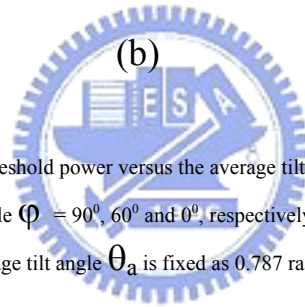 (b)
E S A
eshold power versus the average tilt
le φ = 90⁰, 60⁰ and 0⁰, respectively
ge tilt angle θₐ is fixed as 0.787 ra